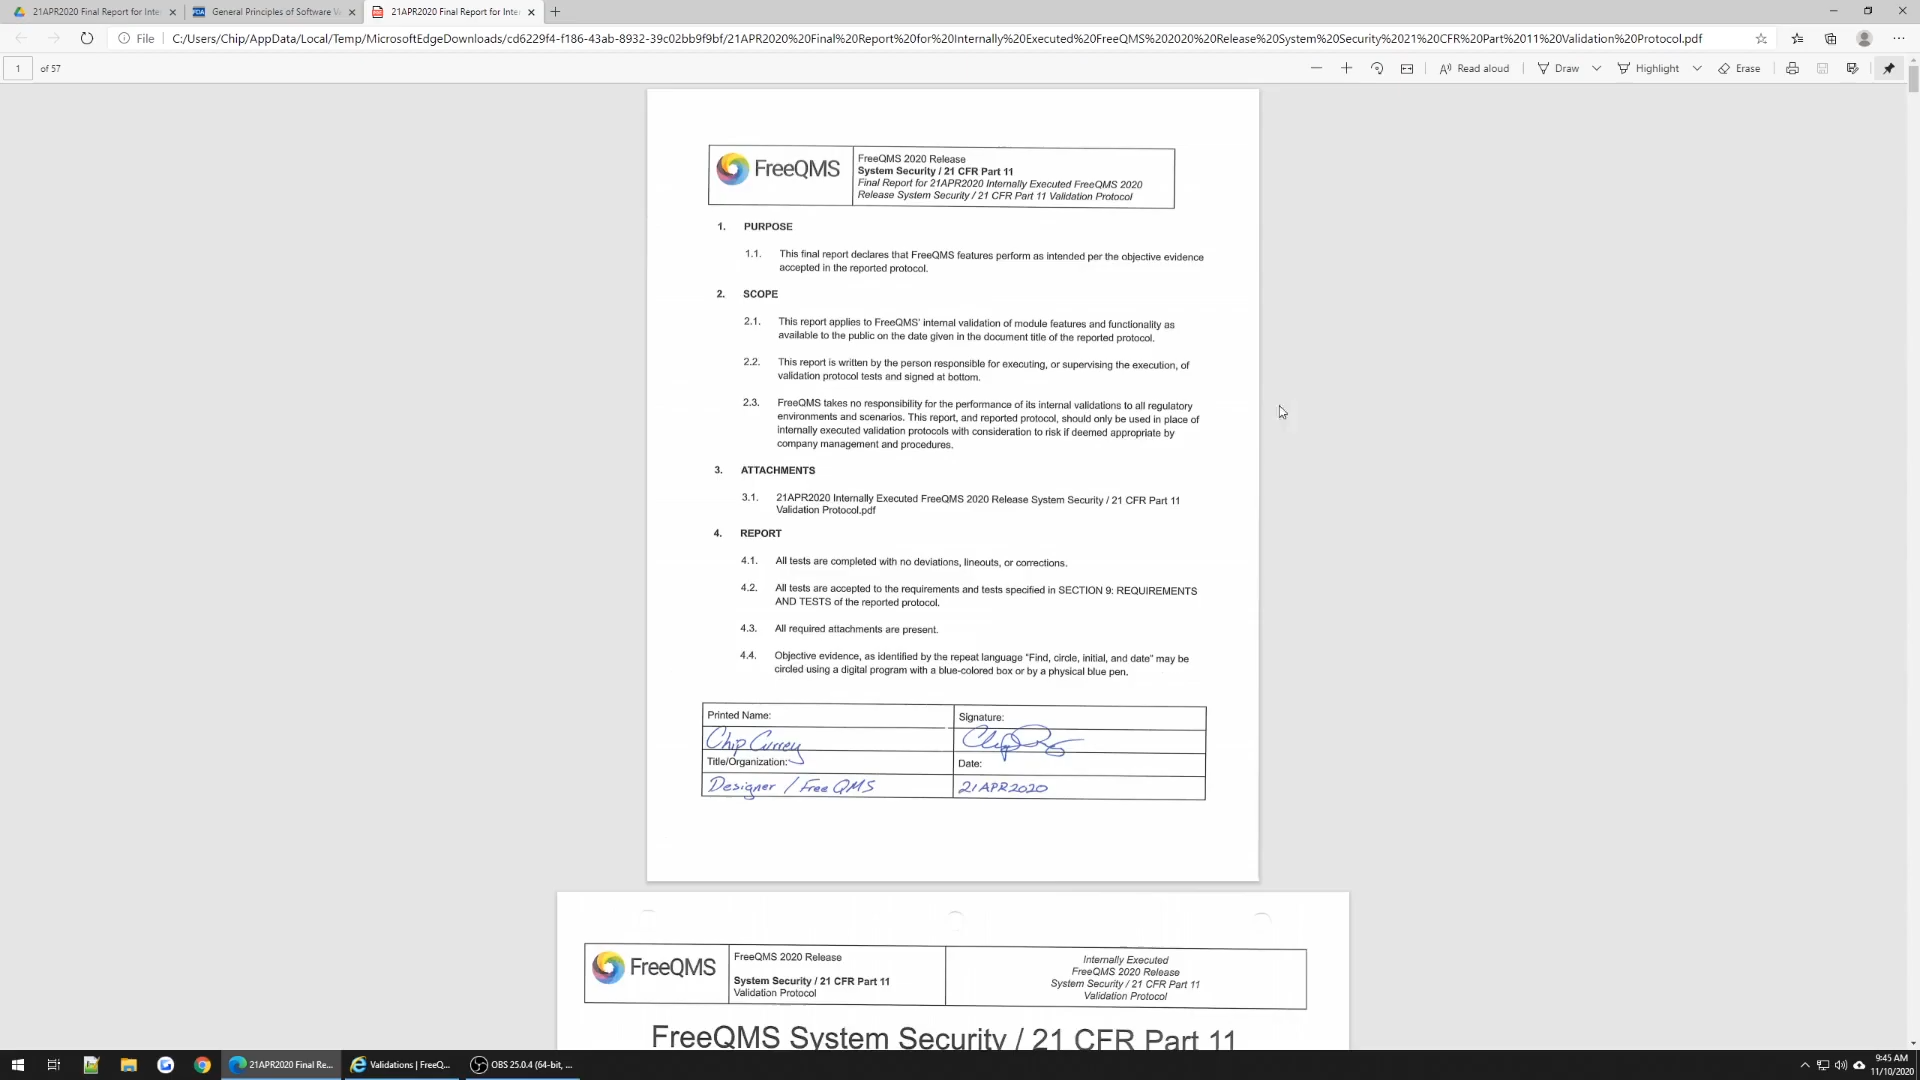 21APR2020 Final Report for Inte
General Principles of Software V
21APR2020 Final Report for Inter
File
C:/Users/Chip/AppData/Local/Temp/MicrosoftEdgeDownloads/cd6229f4-f186-43ab-8932-39c02bb9f9bf/21APR2020%20Final%20Report%20for%20Internally%20Executed%20FreeQMS%202020%20Release%20System%20Security%2021%20CFR%20Part%2011%20Validation%20Protocol.pdf
1 of 57
Read aloud
Draw
Highlight
Erase
FreeQMS
FreeQMS 2020 Release
System Security / 21 CFR Part 11
Final Report for 21APR2020 Internally Executed FreeQMS 2020
Release System Security / 21 CFR Part 11 Validation Protocol
1. PURPOSE
1.1. This final report declares that FreeQMS features perform as intended per the objective evidence
accepted in the reported protocol.
2. SCOPE
2.1. This report applies to FreeQMS' internal validation of module features and functionality as
available to the public on the date given in the document title of the reported protocol.
2.2. This report is written by the person responsible for executing, or supervising the execution, of
validation protocol tests and signed at bottom.
2.3. FreeQMS takes no responsibility for the performance of its internal validations to all regulatory
environments and scenarios. This report, and reported protocol, should only be used in place of
internally executed validation protocols with consideration to risk if deemed appropriate by
company management and procedures.
3. ATTACHMENTS
3.1. 21APR2020 Internally Executed FreeQMS 2020 Release System Security / 21 CFR Part 11
Validation Protocol.pdf
4. REPORT
4.1. All tests are completed with no deviations, lineouts, or corrections.
4.2. All tests are accepted to the requirements and tests specified in SECTION 9: REQUIREMENTS
AND TESTS of the reported protocol.
4.3. All required attachments are present.
4.4. Objective evidence, as identified by the repeat language "Find, circle, initial, and date" may be
circled using a digital program with a blue-colored box or by a physical blue pen.
Printed Name:
Signature:
Chip Currey
Title/Organization:
Date:
Designer / Free QMS
21APR2020
FreeQMS
FreeQMS 2020 Release
System Security / 21 CFR Part 11
Validation Protocol
Internally Executed
FreeQMS 2020 Release
System Security / 21 CFR Part 11
Validation Protocol
FreeQMS System Security / 21 CFR Part 11
21APR2020 Final Re...
Validations | FreeQ...
OBS 25.0.4 (64-bit, ...
9:45 AM
11/10/2020